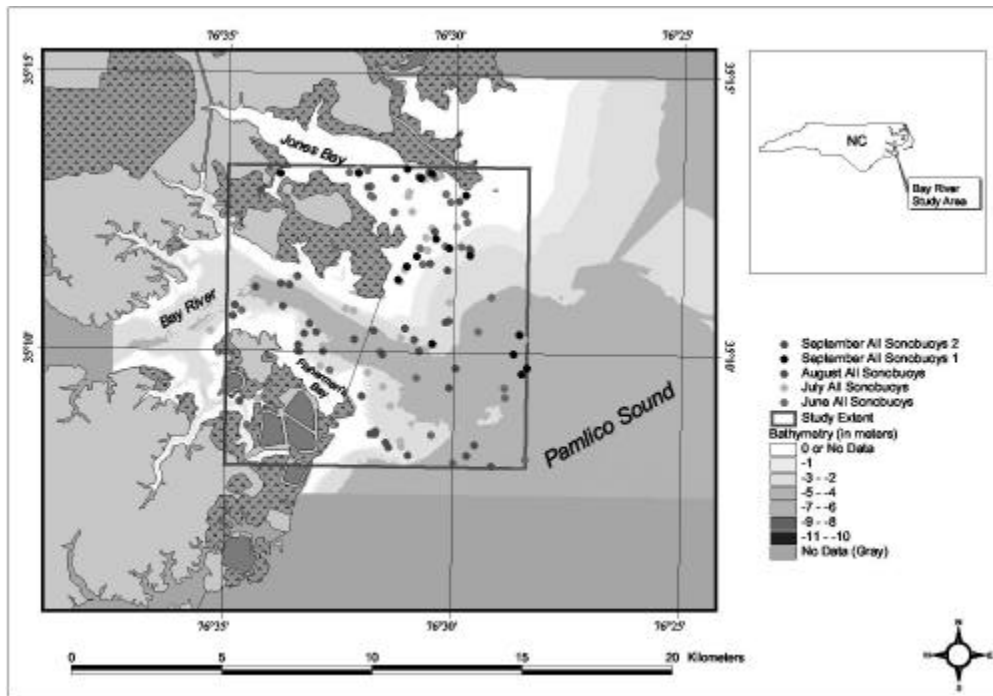 76°35'
76°30'
76°25'
35°15'
35°15'
Jones Bay
NC
Bay River
Study Area
Bay River
35°10'
35°10'
Fisherman's
Bay
Pamlico Sound
September All Sonobuoys 2
September All Sonobuoys 1
August All Sonobuoys
July All Sonobuoys
June All Sonobuoys
Study Extent
Bathymetry (in meters)
0 or No Data
-1
-3 - -2
-5 - -4
-7 - -6
-9 - -8
-11 - -10
No Data (Gray)
76°35'
76°30'
76°25'
0 5 10 15 20 Kilometers
N
W E
S